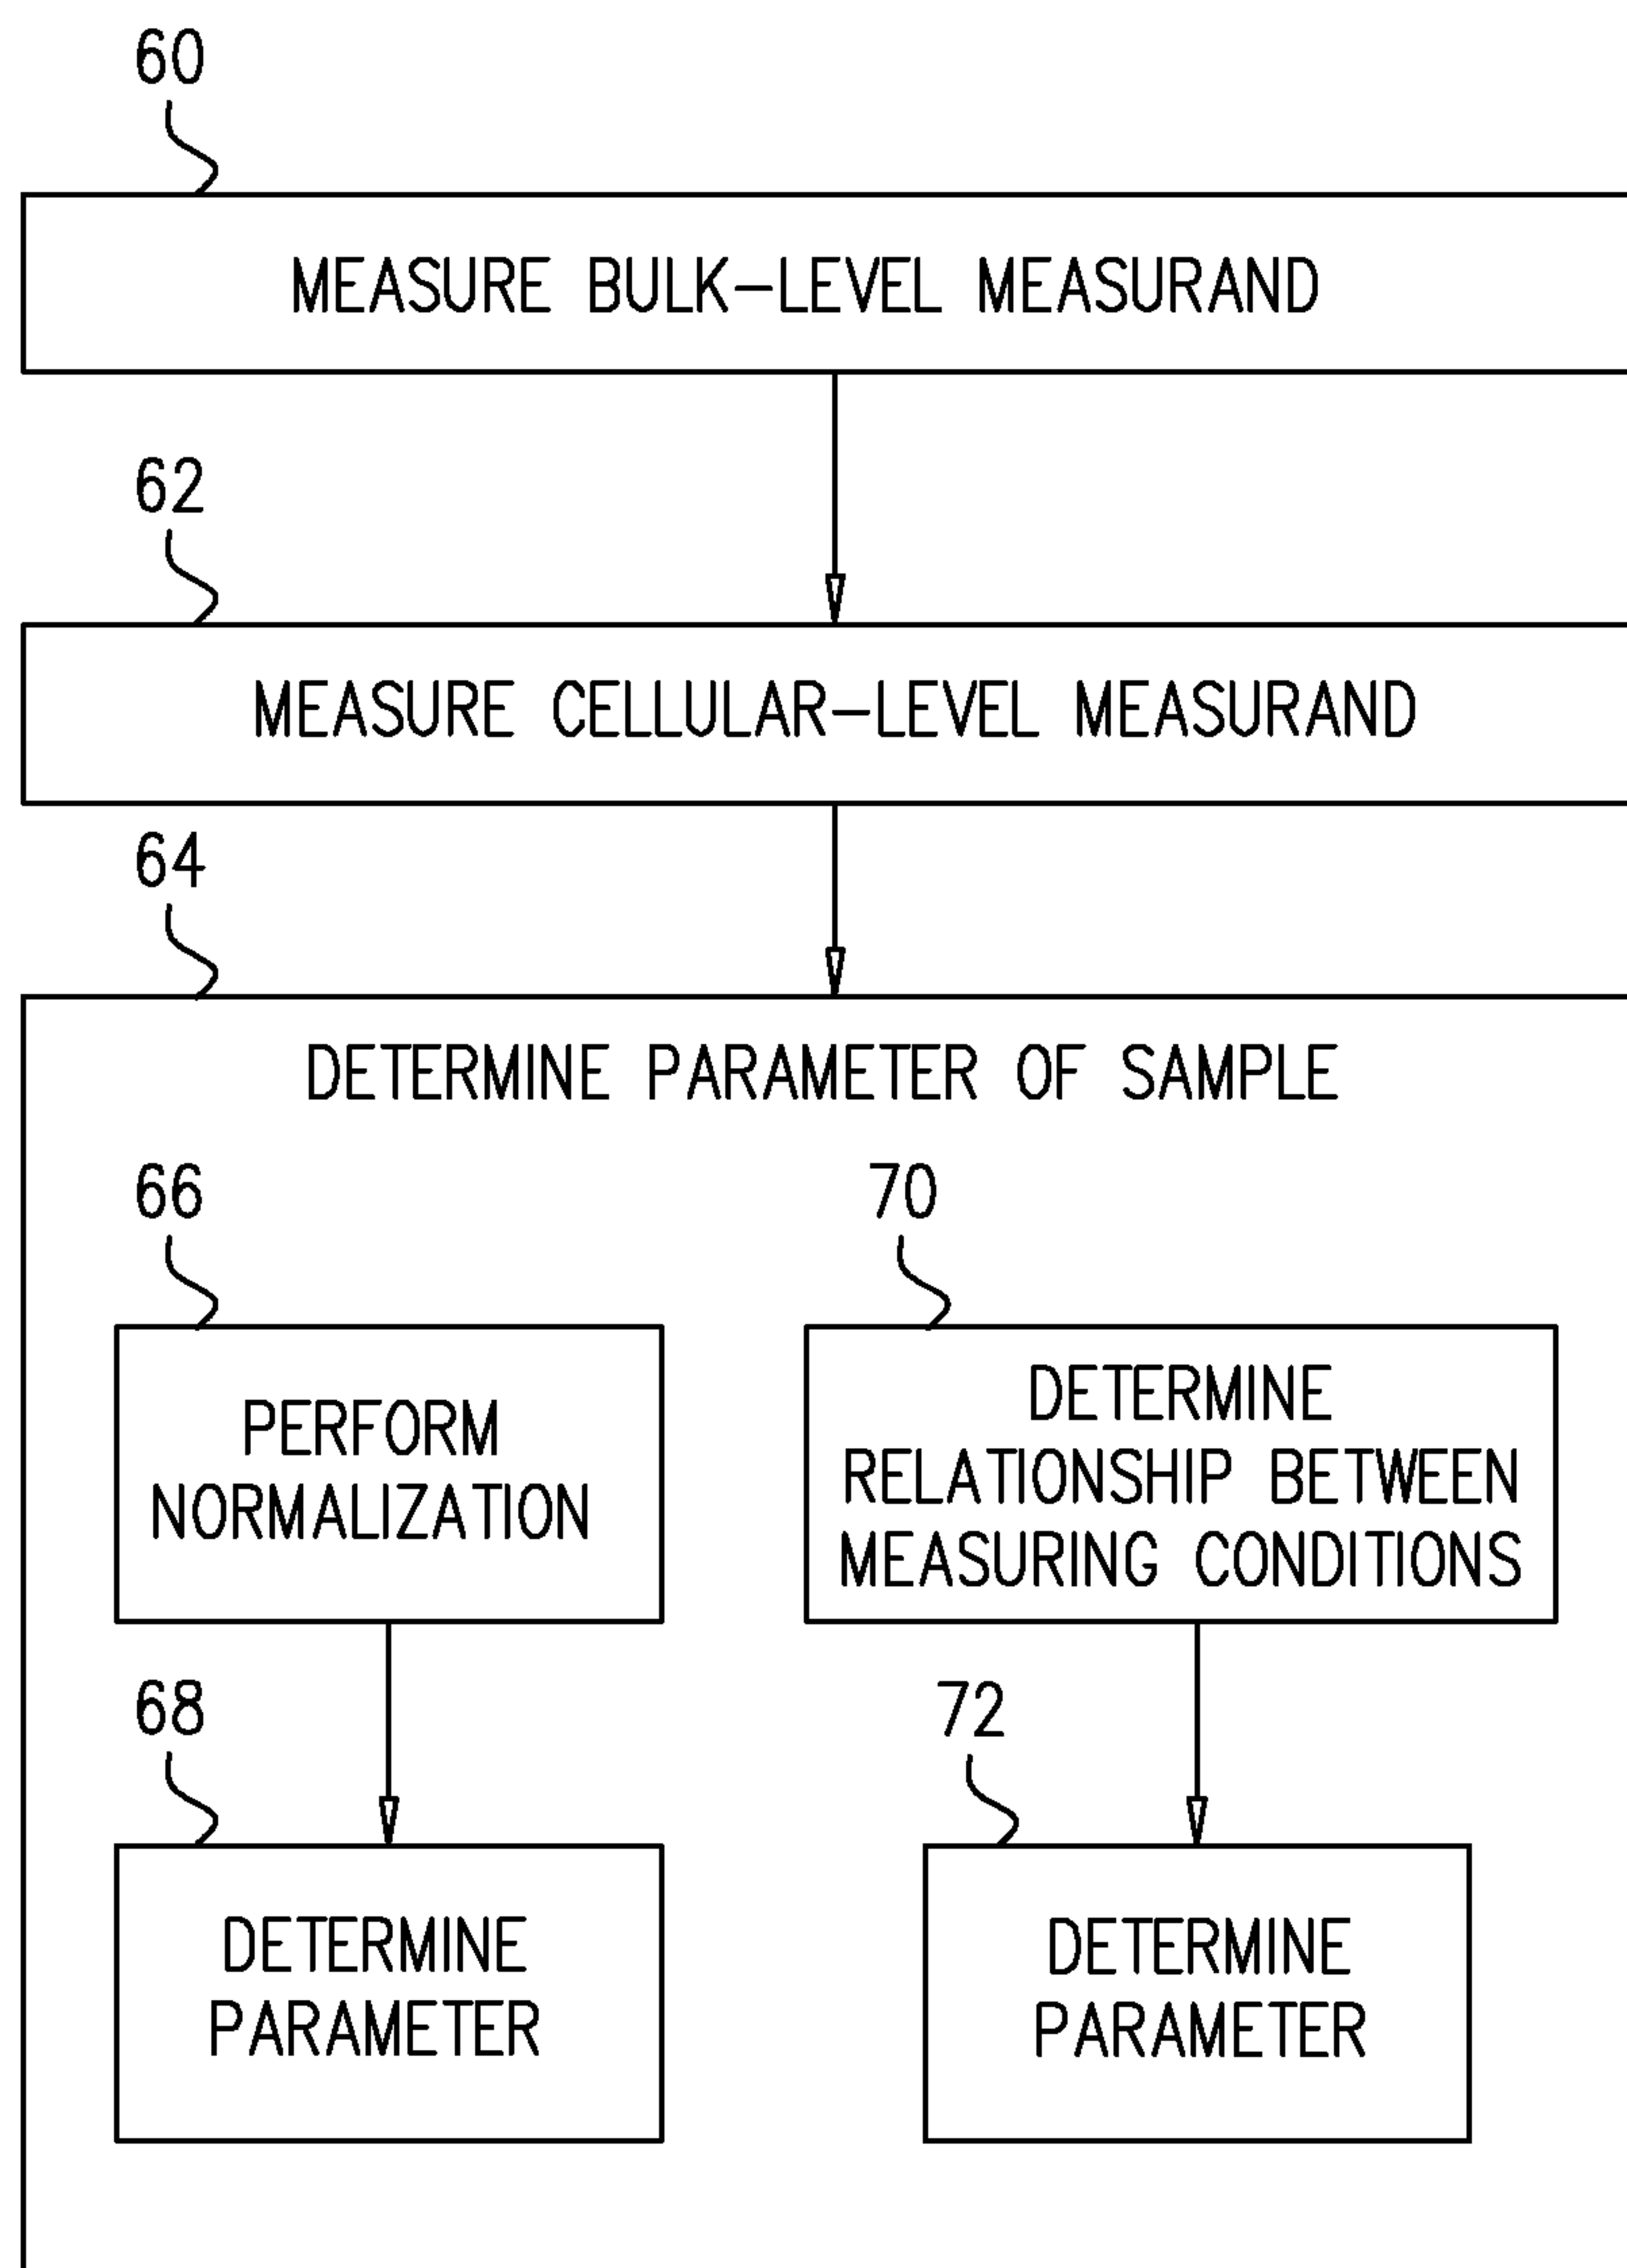 60
MEASURE BULK-LEVEL MEASURAND
62
MEASURE CELLULAR-LEVEL MEASURAND
64
DETERMINE PARAMETER OF SAMPLE
66
PERFORM
NORMALIZATION
68
DETERMINE
PARAMETER
70
DETERMINE
RELATIONSHIP BETWEEN
MEASURING CONDITIONS
72
DETERMINE
PARAMETER